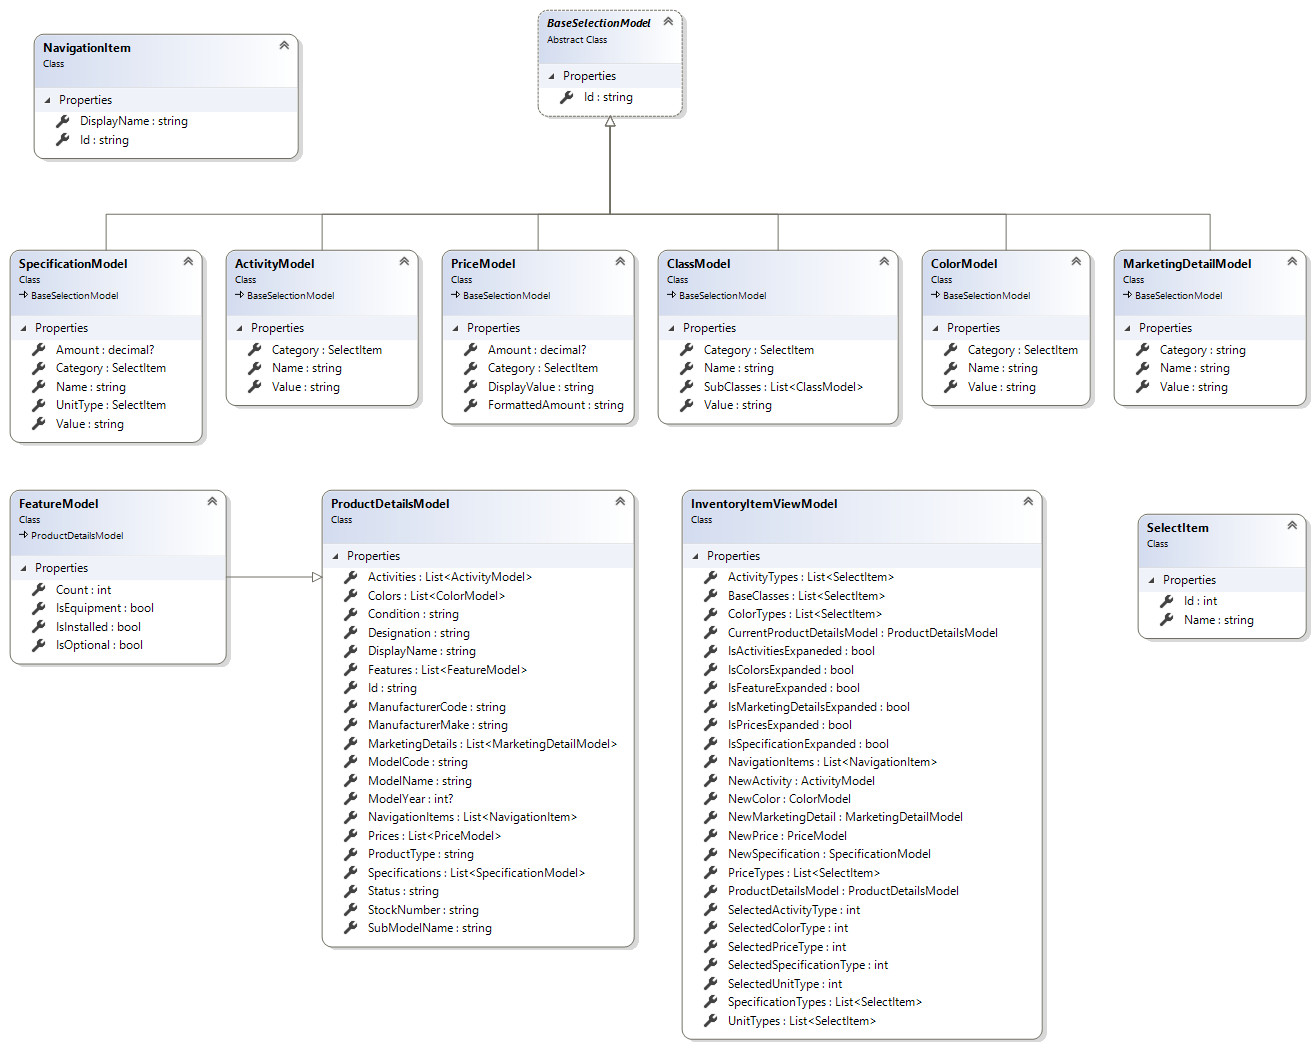 BaseSelectionModel
Abstract Class
Properties
Id : string
NavigationItem
Class
Properties
DisplayName : string
Id : string
SpecificationModel
Class
BaseSelectionModel
Properties
Amount : decimal?
Category : SelectItem
Name : string
UnitType : SelectItem
Value : string
ActivityModel
Class
BaseSelectionModel
Properties
Category : SelectItem
Name : string
Value : string
PriceModel
Class
BaseSelectionModel
Properties
Amount : decimal?
Category : SelectItem
DisplayValue : string
FormattedAmount : string
ClassModel
Class
BaseSelectionModel
Properties
Category : SelectItem
Name : string
SubClasses : List<ClassModel>
Value : string
ColorModel
Class
BaseSelectionModel
Properties
Category : SelectItem
Name : string
Value : string
MarketingDetailModel
Class
BaseSelectionModel
Properties
Category : string
Name : string
Value : string
FeatureModel
Class
ProductDetailsModel
Properties
Count : int
IsEquipment : bool
IsInstalled : bool
IsOptional : bool
ProductDetailsModel
Class
Properties
Activities : List<ActivityModel>
Colors : List<ColorModel>
Condition : string
Designation : string
DisplayName : string
Features : List<FeatureModel>
Id : string
ManufacturerCode : string
ManufacturerMake : string
MarketingDetails : List<MarketingDetailModel>
ModelCode : string
ModelName : string
ModelYear : int?
NavigationItems : List<NavigationItem>
Prices : List<PriceModel>
ProductType : string
Specifications : List<SpecificationModel>
Status : string
StockNumber : string
SubModelName : string
InventoryItemViewModel
Class
Properties
ActivityTypes : List<SelectItem>
BaseClasses : List<SelectItem>
ColorTypes : List<SelectItem>
CurrentProductDetailsModel : ProductDetailsModel
IsActivitiesExpaneded : bool
IsColorsExpanded : bool
IsFeatureExpanded : bool
IsMarketingDetailsExpanded : bool
IsPricesExpanded : bool
IsSpecificationExpanded : bool
NavigationItems : List<NavigationItem>
NewActivity : ActivityModel
NewColor : ColorModel
NewMarketingDetail : MarketingDetailModel
NewPrice : PriceModel
NewSpecification : SpecificationModel
PriceTypes : List<SelectItem>
ProductDetailsModel : ProductDetailsModel
SelectedActivityType : int
SelectedColorType : int
SelectedPriceType : int
SelectedSpecificationType : int
SelectedUnitType : int
SpecificationTypes : List<SelectItem>
UnitTypes : List<SelectItem>
SelectItem
Class
Properties
Id : int
Name : string